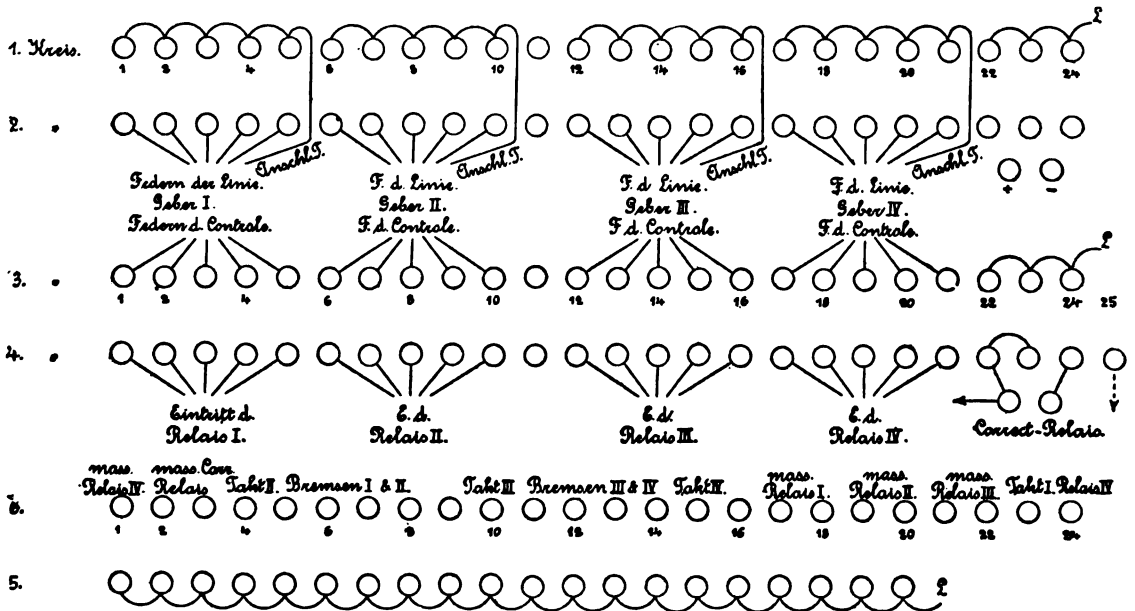 L
1. Kreis.
1 2 4 6 8 10 12 14 16 18 20 22 24
2. "
Anschl. T. Anschl. T. Anschl. T. Anschl. T.
Federn der Linie. F. d. Linie. F. d. Linie. F. d. Linie.
+ -
Geber I. Geber II. Geber III. Geber IV.
Federn d. Controle. F. d. Controle. F. d. Controle. F. d. Controle.
L
3. "
1 2 4 6 8 10 12 14 16 18 20 22 24 25
4. "
Eintritt d. E. d. E. d. E. d.
Relais I. Relais II. Relais III. Relais IV. Correct-Relais.
mass. mass. Corr. mass. mass. mass.
Relais IV. Relais Takt II. Bremsen I & II. Takt III Bremsen III & IV Takt IV. Relais I. Relais II. Relais III Takt I. Relais IV
6.
1 2 4 6 8 10 12 14 16 18 20 22 24
5. L